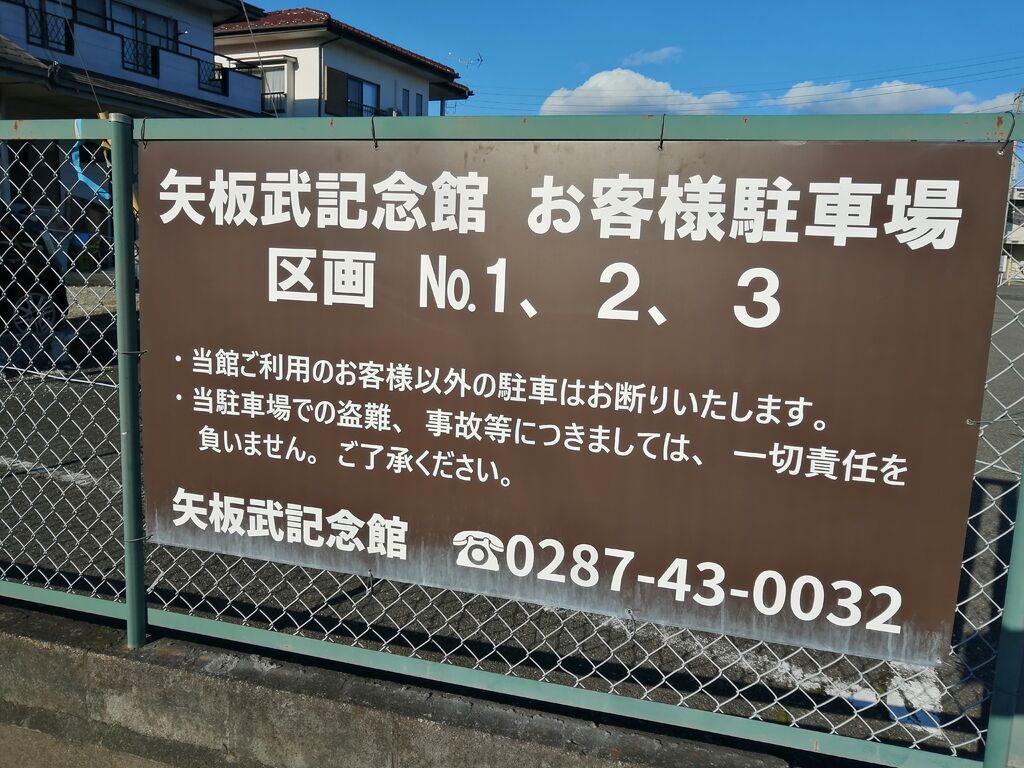 矢板武記念館 お客様駐車場
区画 No.1、2、3
・当館ご利用のお客様以外の駐車はお断りいたします。
・当駐車場での盗難、事故等につきましては、一切責任を
負いません。ご了承ください。
矢板武記念館 ☎0287-43-0032